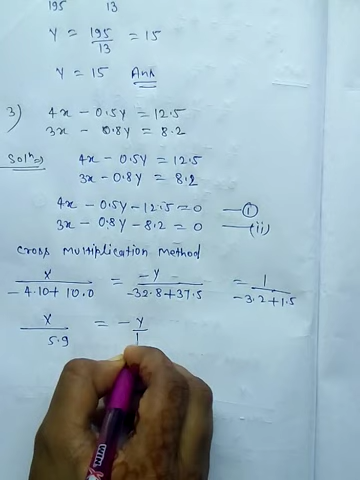 195 13
Y = 195/13 = 15
Y = 15 Ans
3) 4x - 0.5Y = 12.5
3x - 0.8Y = 8.2
Solⁿ⇒ 4x - 0.5Y = 12.5
3x - 0.8Y = 8.2
4x - 0.5Y - 12.5 = 0 —(i)
3x - 0.8Y - 8.2 = 0 —(ii)
cross multiplication method
x/(-4.10+10.0) = -Y/(-32.8+37.5) = 1/(-3.2+1.5)
x/5.9 = -Y/1
WIN